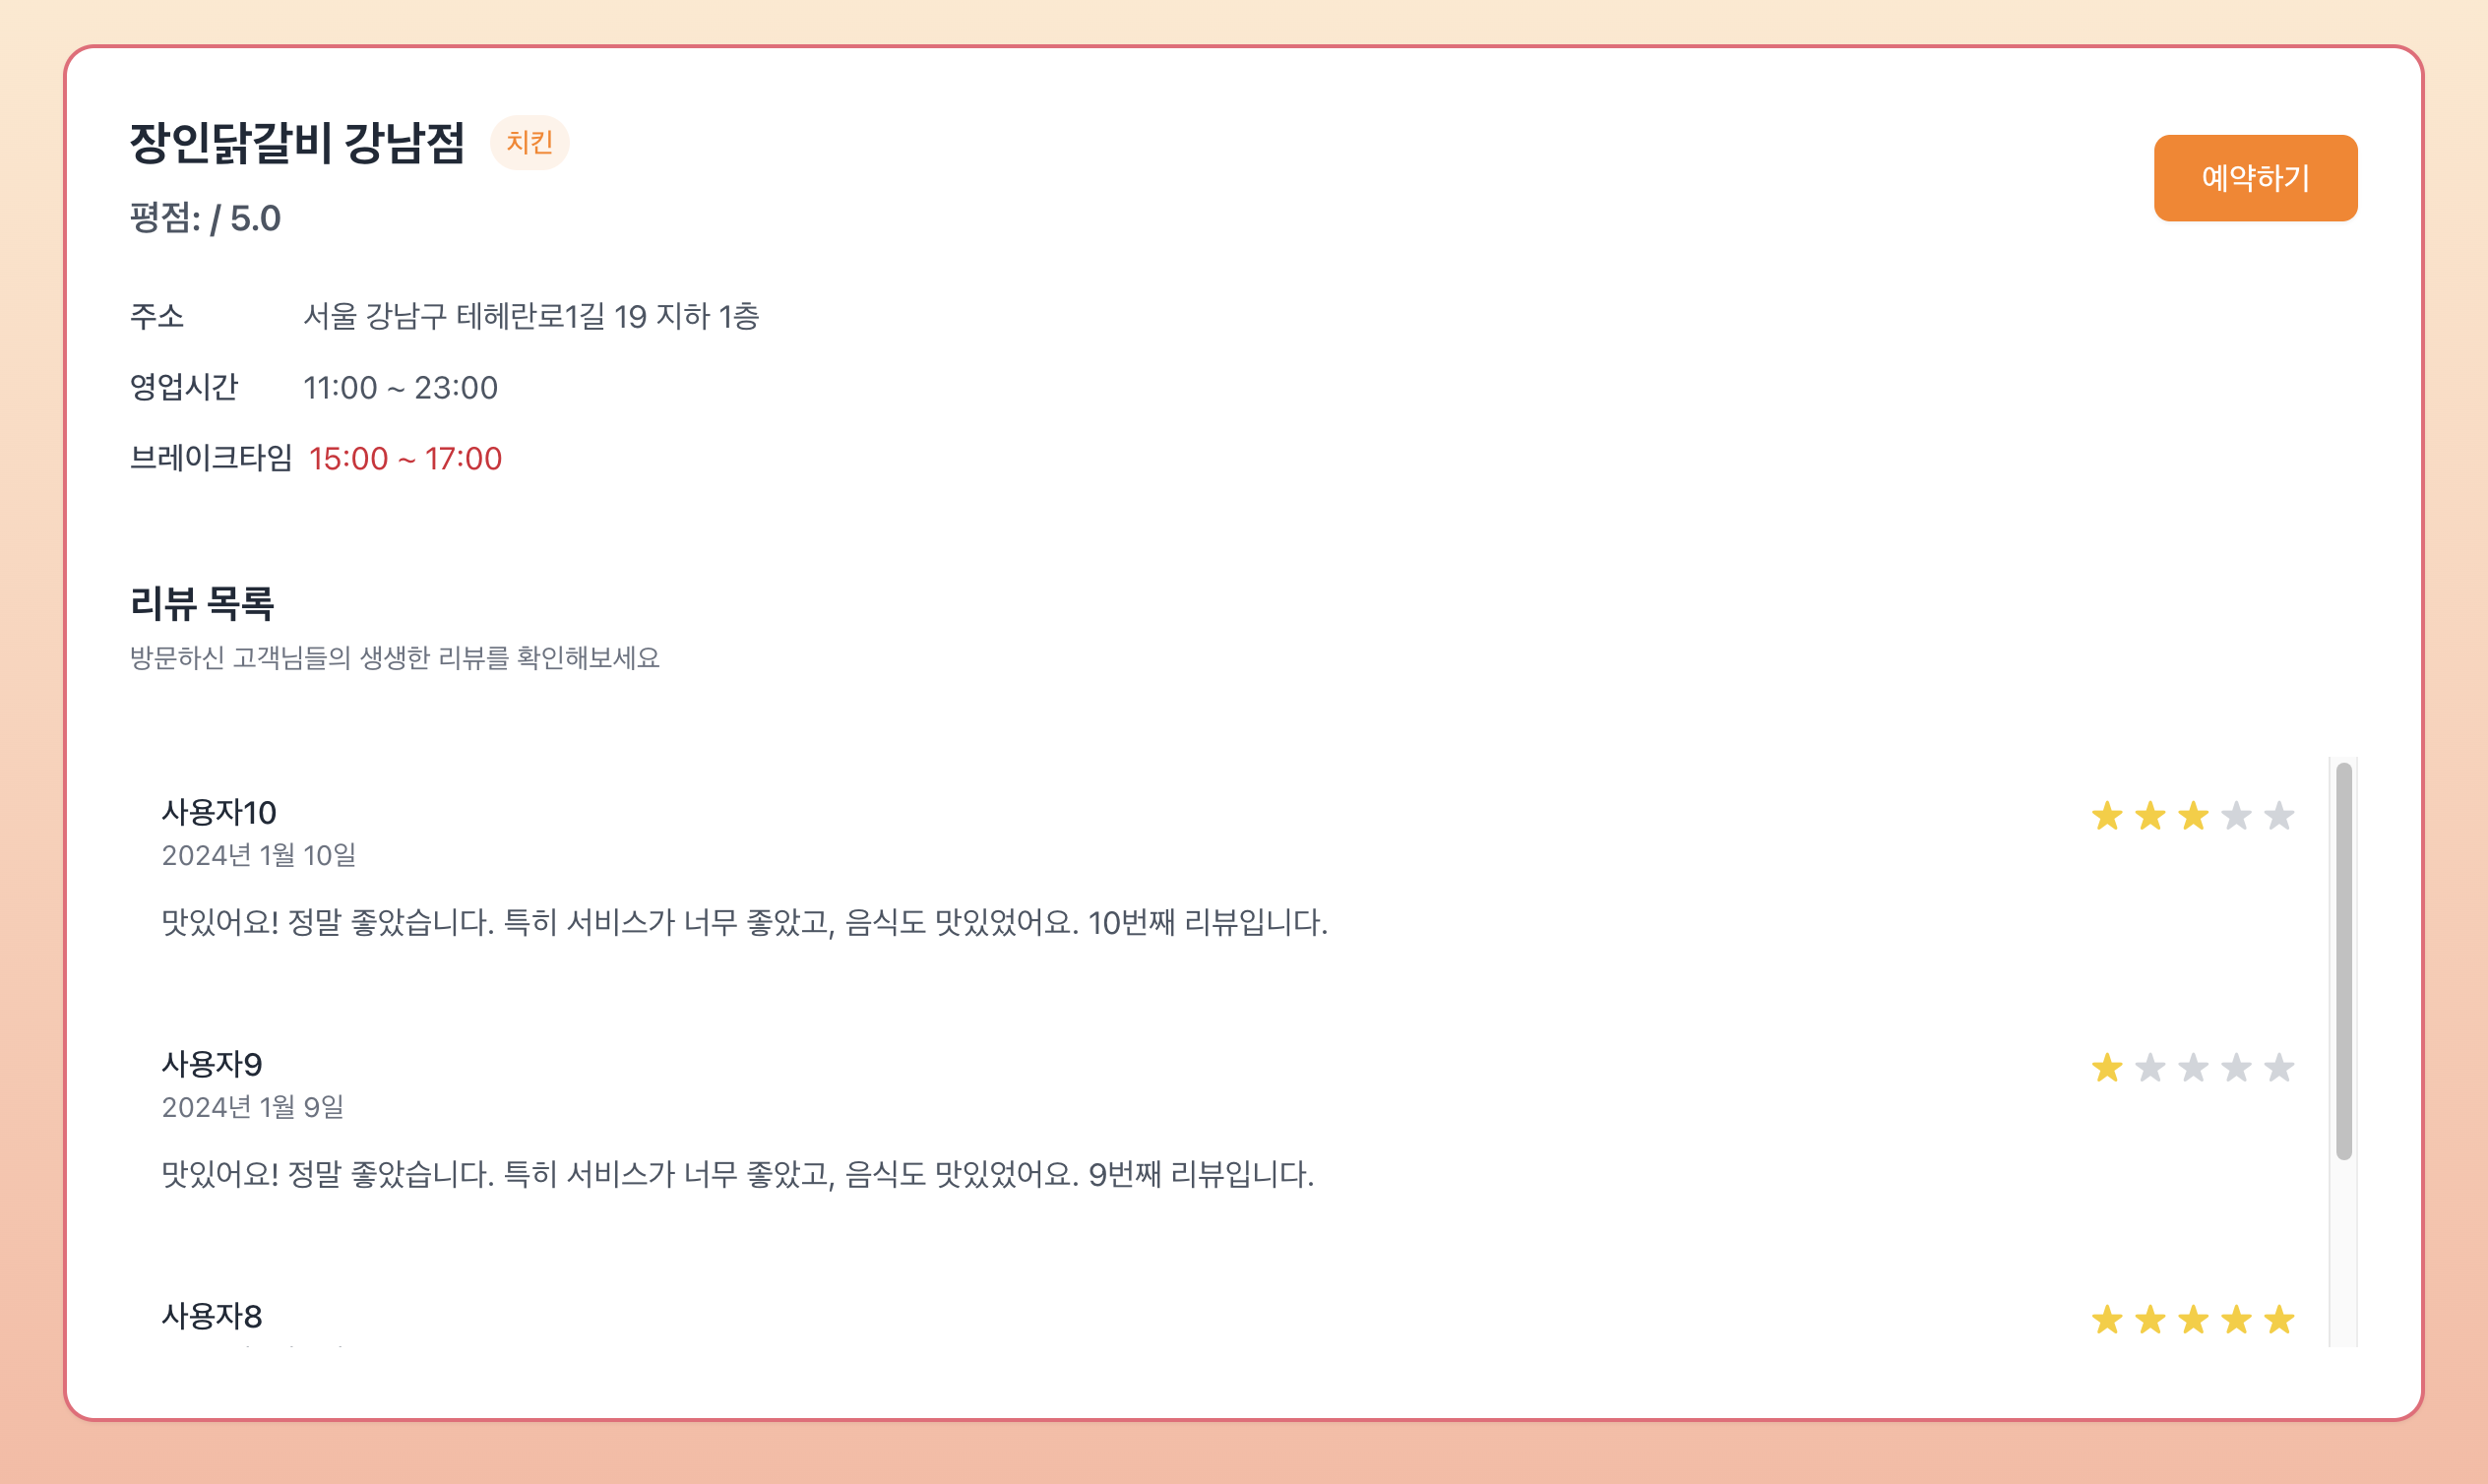 장인닭갈비 강남점 치킨
예약하기
평점: / 5.0
주소 서울 강남구 테헤란로1길 19 지하 1층
영업시간 11:00 ~ 23:00
브레이크타임 15:00 ~ 17:00
리뷰 목록
방문하신 고객님들의 생생한 리뷰를 확인해보세요
사용자10
2024년 1월 10일
맛있어요! 정말 좋았습니다. 특히 서비스가 너무 좋았고, 음식도 맛있었어요. 10번째 리뷰입니다.
사용자9
2024년 1월 9일
맛있어요! 정말 좋았습니다. 특히 서비스가 너무 좋았고, 음식도 맛있었어요. 9번째 리뷰입니다.
사용자8